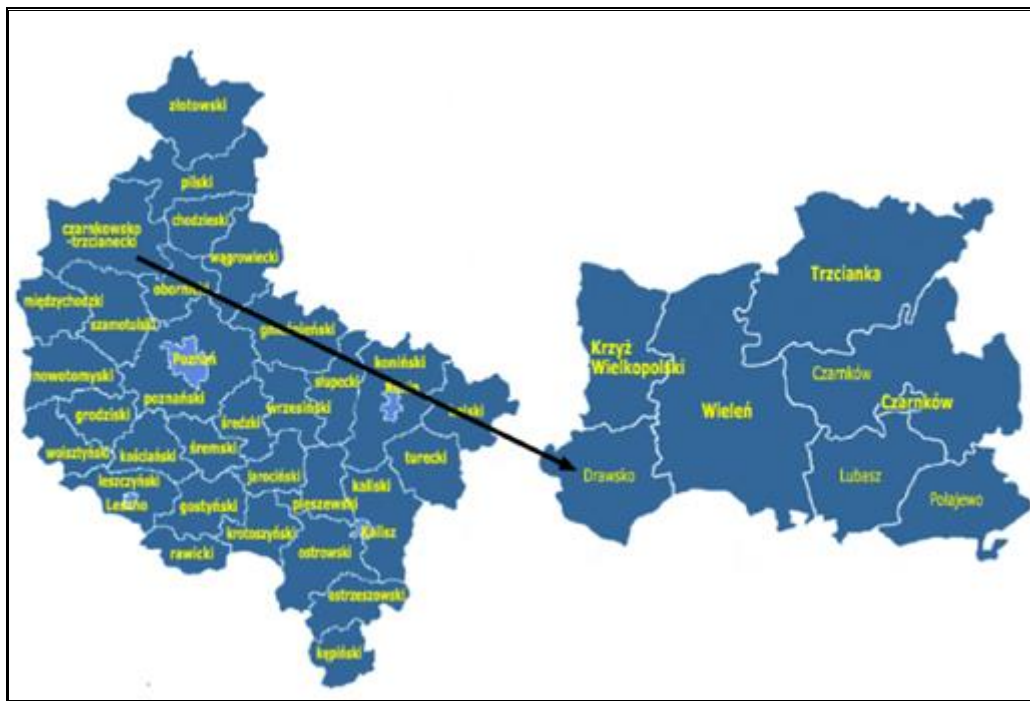 złotowski
pilski
chodzieski
czarnkowsko
-trzcianecki
wągrowiecki
obornicki
międzychodzki
szamotulski
gnieźnieński
Poznań
koniński
słupecki
nowotomyski
poznański
wrzesiński
grodziski
średzki
wolsztyński
kościański
śremski
turecki
leszczyński
jarociński
kaliski
Leszno
gostyński
pleszewski
krotoszyński
Kalisz
rawicki
ostrowski
ostrzeszowski
kępiński
Trzcianka
Krzyż
Wielkopolski
Czarnków
Czarnków
Wieleń
Drawsko
Lubasz
Połajewo